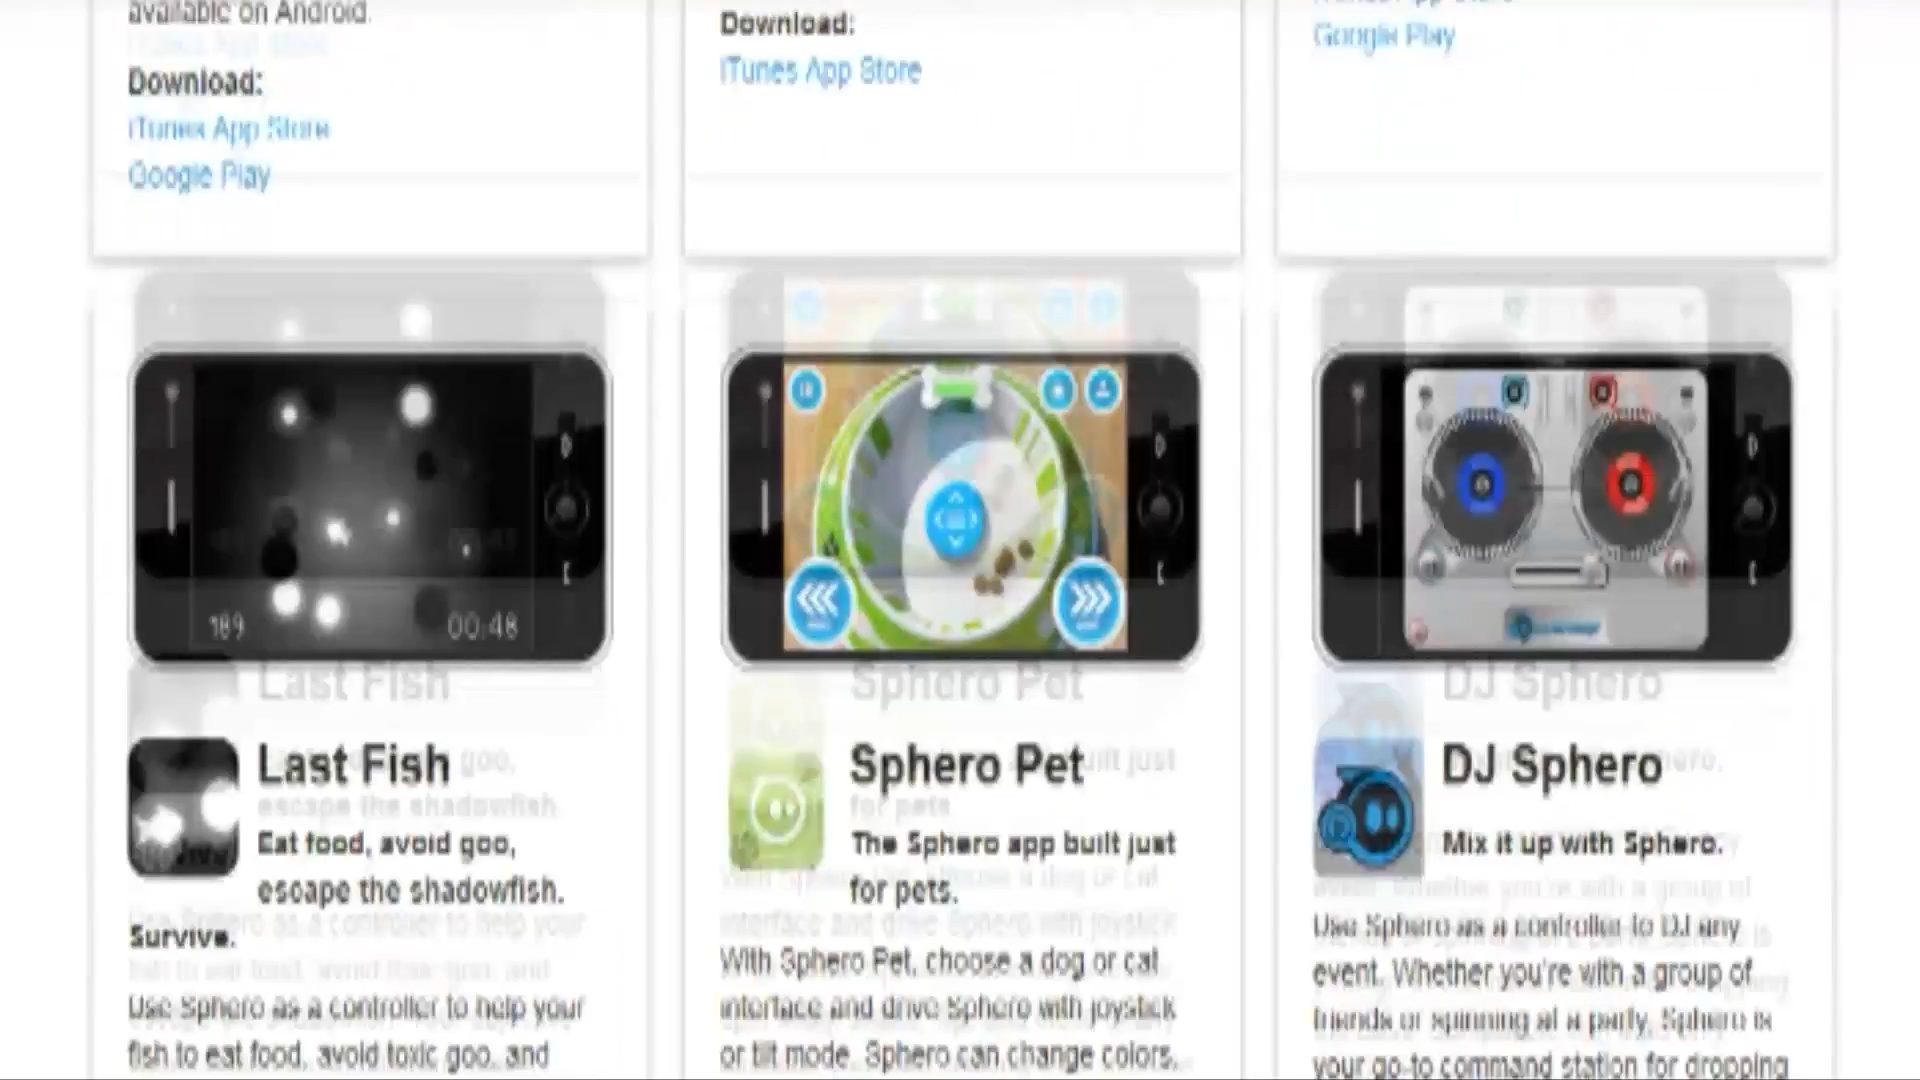 available on Android.
Download:
iTunes App Store
Google Play
Download:
iTunes App Store
Google Play
189
00:48
Last Fish
Eat food, avoid goo,
escape the shadowfish.
Survive.
Use Sphero as a controller to help your
fish to eat food, avoid toxic goo, and
Sphero Pet
The Sphero app built just
for pets.
With Sphero Pet, choose a dog or cat
interface and drive Sphero with joystick
or tilt mode. Sphero can change colors,
DJ Sphero
Mix it up with Sphero.
Use Sphero as a controller to DJ any
event. Whether you're with a group of
friends or spinning at a party, Sphero is
your go-to command station for dropping